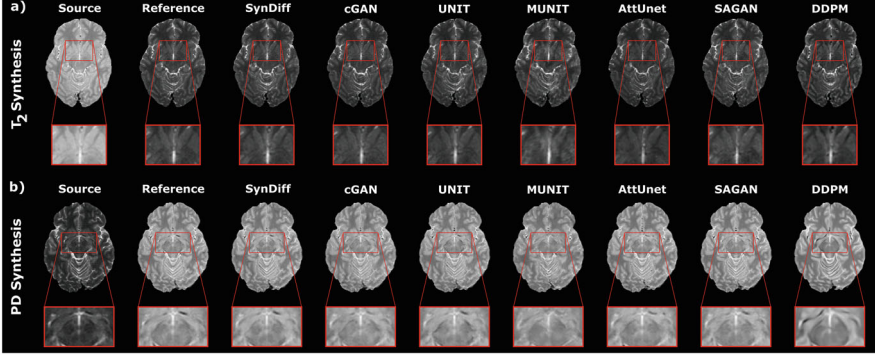 a)
Source Reference SynDiff cGAN UNIT MUNIT AttUnet SAGAN DDPM
T2 Synthesis
b)
Source Reference SynDiff cGAN UNIT MUNIT AttUnet SAGAN DDPM
PD Synthesis